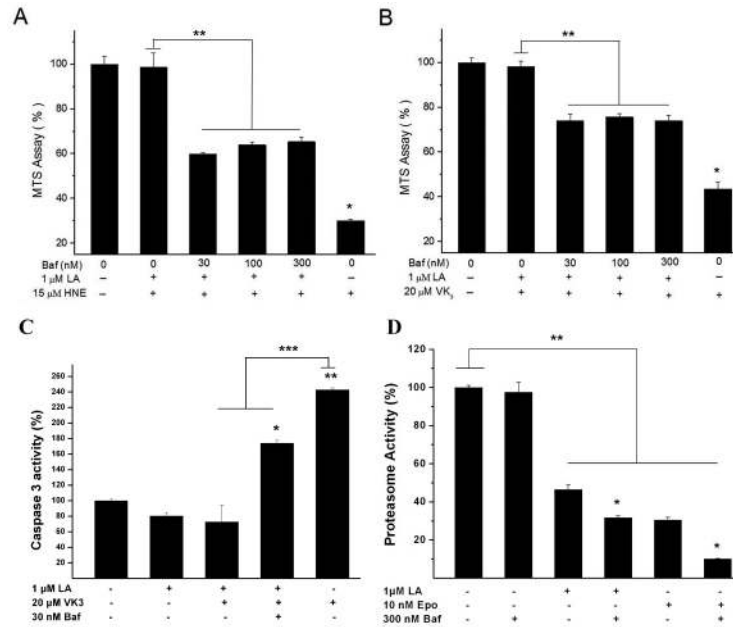 A
**
MTS Assay ( % )
100
80
60
40
20
*
Baf (nM) 0 0 30 100 300 0
1 µM LA – + + + + –
15 µM HNE – + + + + +
B
**
MTS Assay ( % )
100
80
60
40
20
*
Baf (nM) 0 0 30 100 300 0
1 µM LA – + + + + –
20 µM VK3 – + + + + +
C
***
**
*
Caspase 3 activity (%)
260
240
220
200
180
160
140
120
100
80
60
40
20
1 µM LA - + + + -
20 µM VK3 - - + + +
30 nM Baf - - - + -
D
**
Proteasome Activity (%)
120
100
80
60
40
20
*
*
1µM LA - - + + - -
10 nM Epo - - - - + +
300 nM Baf - + - + - +